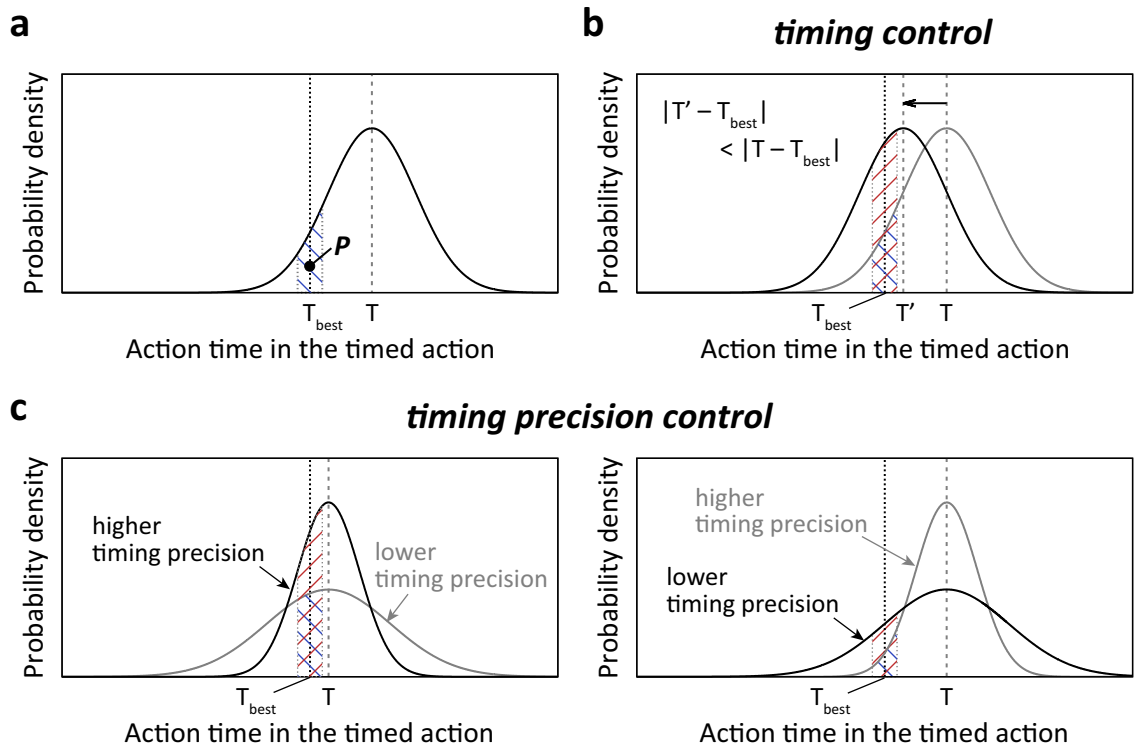 a
Probability density
P
T_best T
Action time in the timed action
b
timing control
Probability density
|T' – T_best|
< |T – T_best|
T_best T' T
Action time in the timed action
c
timing precision control
Probability density
higher
timing precision
lower
timing precision
T_best T
Action time in the timed action
Probability density
higher
timing precision
lower
timing precision
T_best T
Action time in the timed action